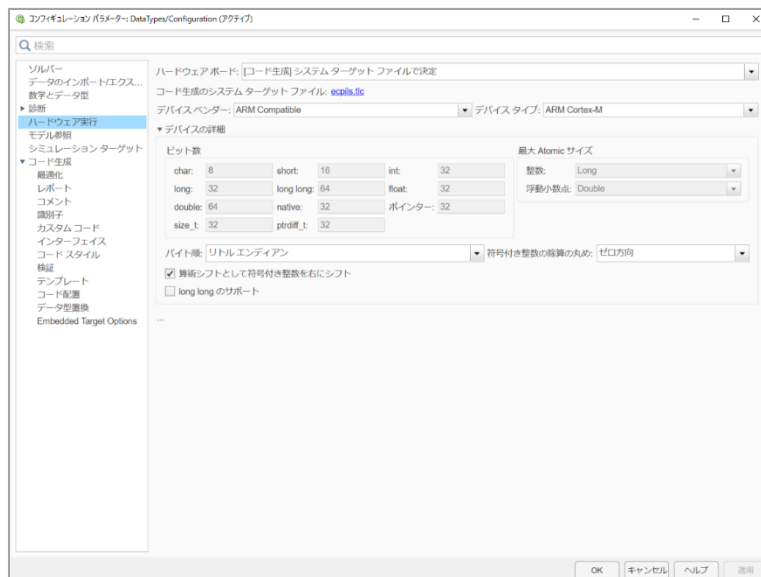 コンフィギュレーション パラメーター: DataTypes/Configuration (アクティブ)
検索
ソルバー
データのインポート/エクス...
数学とデータ型
診断
ハードウェア実行
モデル参照
シミュレーション ターゲット
コード生成
最適化
レポート
コメント
識別子
カスタム コード
インターフェイス
コード スタイル
検証
テンプレート
コード配置
データ型置換
Embedded Target Options
ハードウェア ボード: [コード生成] システム ターゲット ファイルで決定
コード生成のシステム ターゲット ファイル: ecpils.tlc
デバイス ベンダー: ARM Compatible デバイス タイプ: ARM Cortex-M
デバイスの詳細
ビット数 最大 Atomic サイズ
char: 8 short: 16 int: 32 整数: Long
long: 32 long long: 64 float: 32 浮動小数点: Double
double: 64 native: 32 ポインター: 32
size_t: 32 ptrdiff_t: 32
バイト順: リトル エンディアン 符号付き整数の除算の丸め: ゼロ方向
算術シフトとして符号付き整数を右にシフト
long long のサポート
...
OK キャンセル ヘルプ 適用